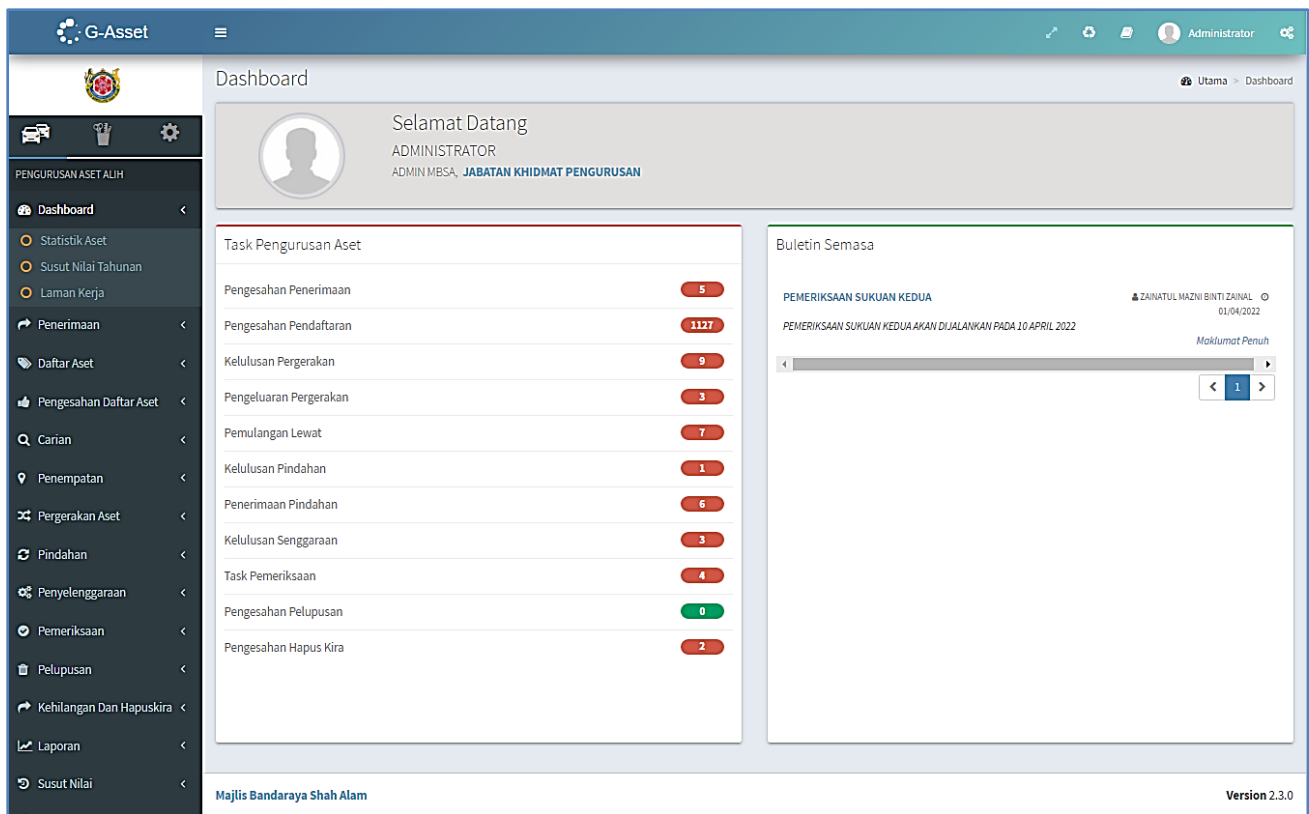 G-Asset
Administrator
Dashboard
Utama > Dashboard
Selamat Datang
ADMINISTRATOR
ADMIN MBSA, JABATAN KHIDMAT PENGURUSAN
PENGURUSAN ASET ALIH
Dashboard
Statistik Aset
Susut Nilai Tahunan
Laman Kerja
Penerimaan
Daftar Aset
Pengesahan Daftar Aset
Carian
Penempatan
Pergerakan Aset
Pindahan
Penyelenggaraan
Pemeriksaan
Pelupusan
Kehilangan Dan Hapuskira
Laporan
Susut Nilai
Task Pengurusan Aset
Pengesahan Penerimaan 5
Pengesahan Pendaftaran 1127
Kelulusan Pergerakan 9
Pengeluaran Pergerakan 3
Pemulangan Lewat 7
Kelulusan Pindahan 1
Penerimaan Pindahan 6
Kelulusan Senggaraan 3
Task Pemeriksaan 4
Pengesahan Pelupusan 0
Pengesahan Hapus Kira 2
Buletin Semasa
PEMERIKSAAN SUKUAN KEDUA
ZAINATUL MAZNI BINTI ZAINAL
01/04/2022
PEMERIKSAAN SUKUAN KEDUA AKAN DIJALANKAN PADA 10 APRIL 2022
Maklumat Penuh
< 1 >
Majlis Bandaraya Shah Alam
Version 2.3.0